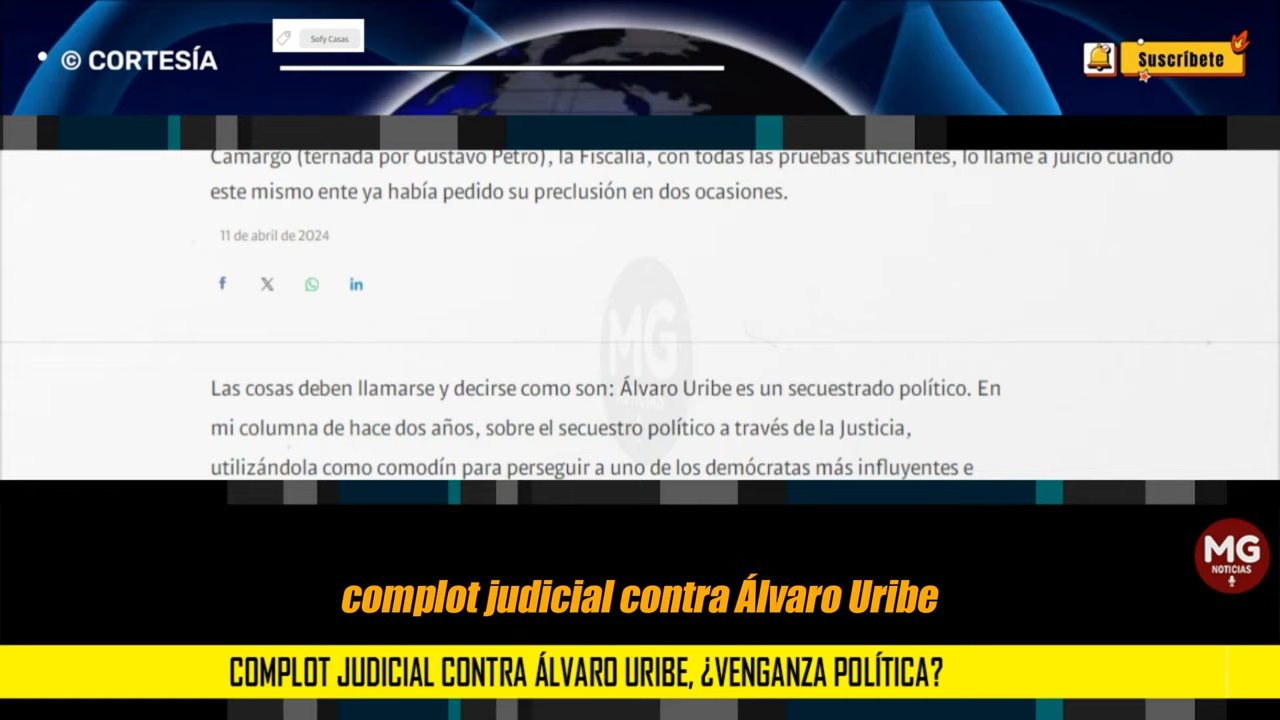 © CORTESÍA
Sofy Casas
Suscríbete
Camargo (ternada por Gustavo Petro), la Fiscalía, con todas las pruebas suficientes, lo llame a juicio cuando
este mismo ente ya había pedido su preclusión en dos ocasiones.
11 de abril de 2024
f X in
MG
Las cosas deben llamarse y decirse como son: Álvaro Uribe es un secuestrado político. En
mi columna de hace dos años, sobre el secuestro político a través de la Justicia,
utilizándola como comodín para perseguir a uno de los demócratas más influyentes e
MG
NOTICIAS
complot judicial contra Álvaro Uribe
COMPLOT JUDICIAL CONTRA ÁLVARO URIBE, ¿VENGANZA POLÍTICA?